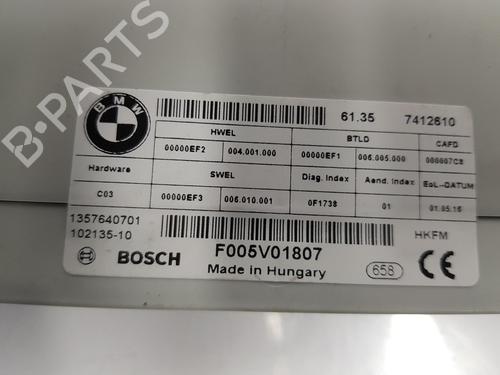 B-PARTS
BMW
61.35 7412610
HWEL BTLD CAFD
00000EF2 004.001.000 00000EF1 006.005.000 000007C8
Hardware SWEL Diag. Index Aend. Index EoL.-DATUM
C03 00000EF3 006.010.001 0F1738 01 01.05.16
1357640701
102135-10 HKFM
BOSCH F005V01807
Made in Hungary 658 CE